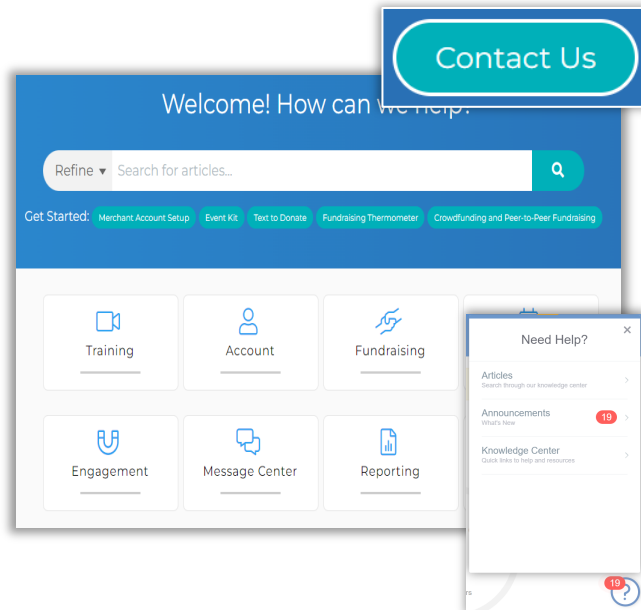 Contact Us
Welcome! How can we help?
Refine ▾ Search for articles...
Get Started: Merchant Account Setup Event Kit Text to Donate Fundraising Thermometer Crowdfunding and Peer-to-Peer Fundraising
Training Account Fundraising
Engagement Message Center Reporting
Need Help? ×
Articles
Search through our knowledge center
Announcements 19
What's New
Knowledge Center
Quick links to help and resources
19
?